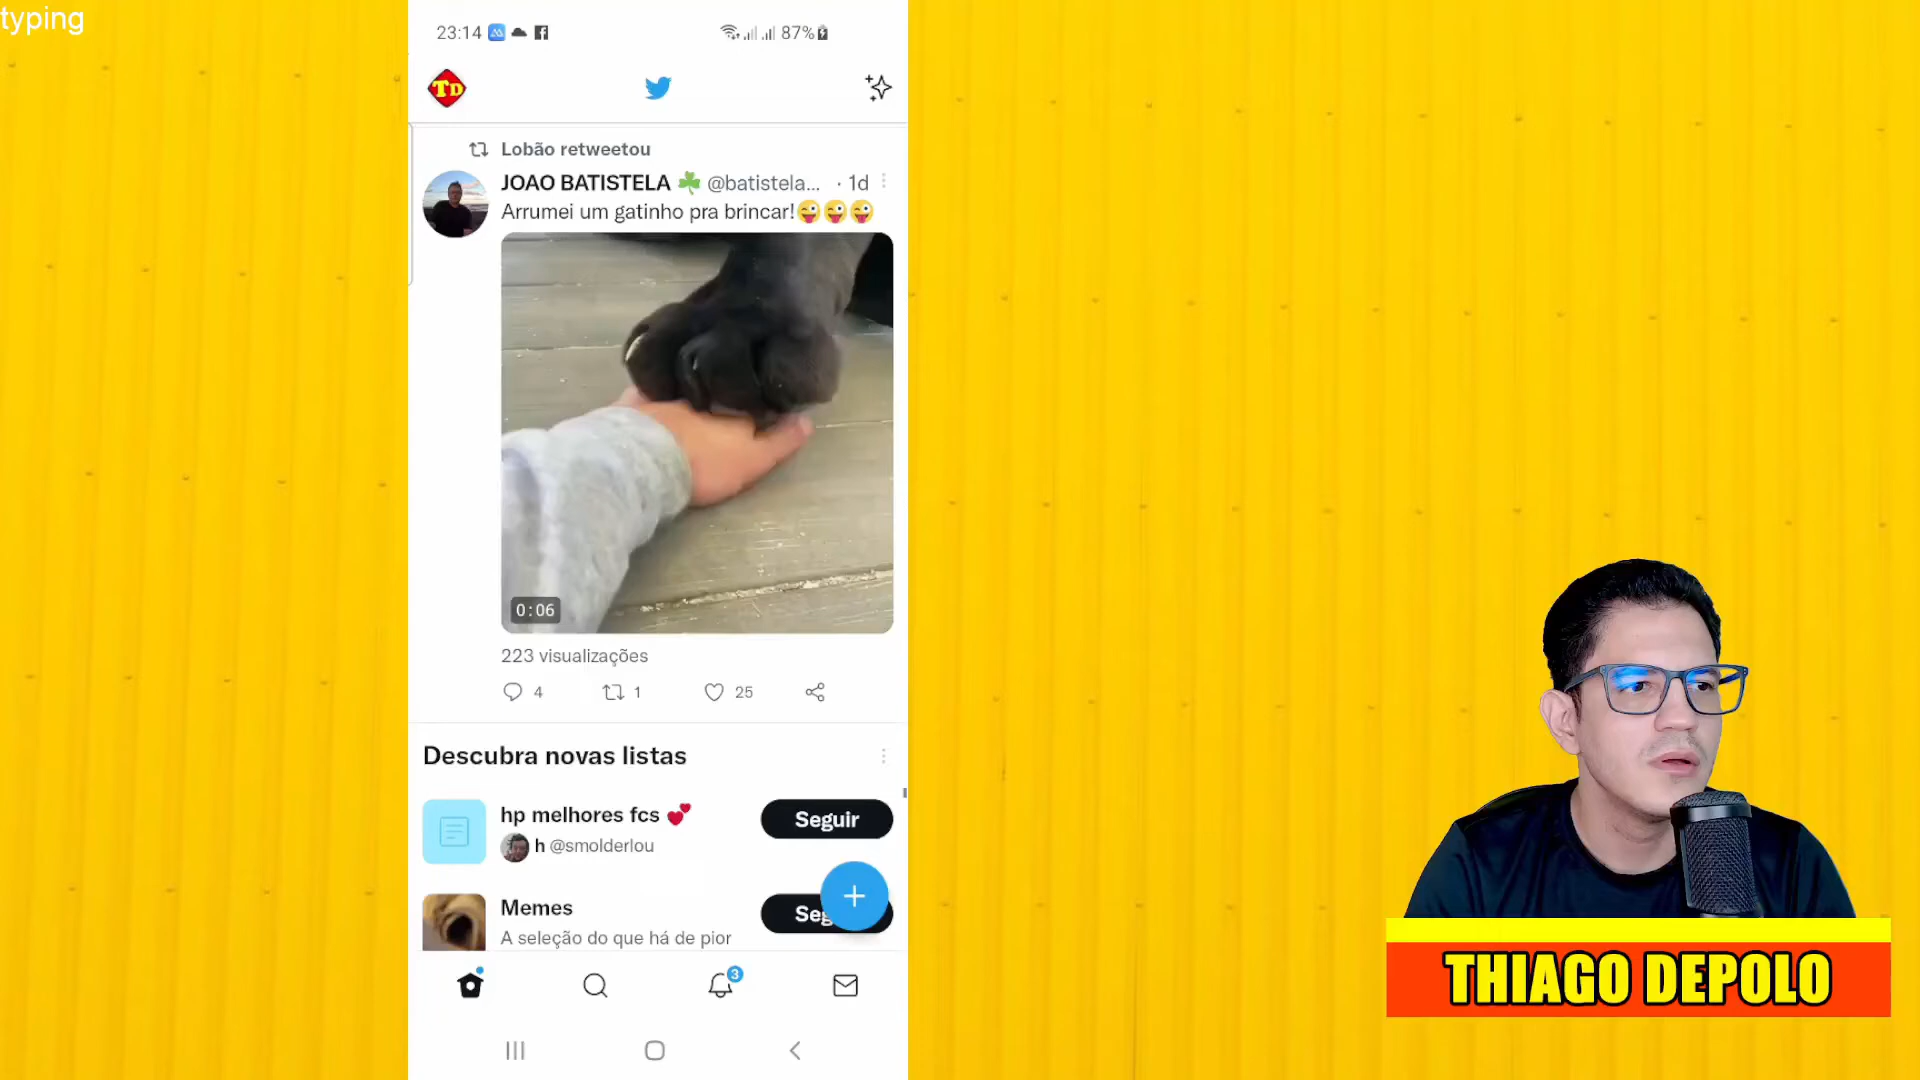 typing
23:14
87%
TD
Lobão retweetou
JOAO BATISTELA ☘️ @batistela... · 1d
Arrumei um gatinho pra brincar!😜😜😜
0:06
223 visualizações
4 1 25
Descubra novas listas
hp melhores fcs 💕
Seguir
h @smolderlou
Memes
Seg
A seleção do que há de pior
3
THIAGO DEPOLO